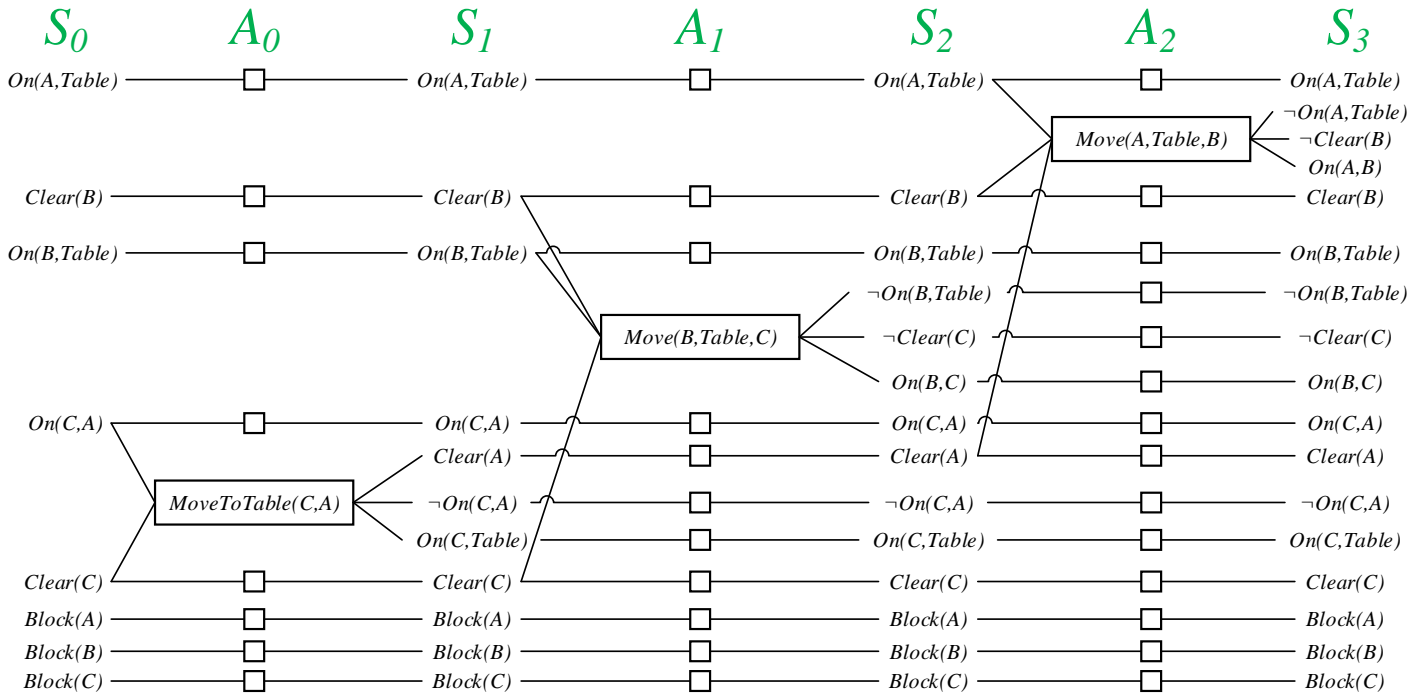 S0 A0 S1 A1 S2 A2 S3
On(A,Table) On(A,Table) On(A,Table) On(A,Table)
¬On(A,Table)
Move(A,Table,B) ¬Clear(B)
On(A,B)
Clear(B) Clear(B) Clear(B) Clear(B)
On(B,Table) On(B,Table) On(B,Table) On(B,Table)
¬On(B,Table) ¬On(B,Table)
Move(B,Table,C) ¬Clear(C) ¬Clear(C)
On(B,C) On(B,C)
On(C,A) On(C,A) On(C,A) On(C,A)
Clear(A) Clear(A) Clear(A)
MoveToTable(C,A) ¬On(C,A) ¬On(C,A) ¬On(C,A)
On(C,Table) On(C,Table) On(C,Table)
Clear(C) Clear(C) Clear(C) Clear(C)
Block(A) Block(A) Block(A) Block(A)
Block(B) Block(B) Block(B) Block(B)
Block(C) Block(C) Block(C) Block(C)